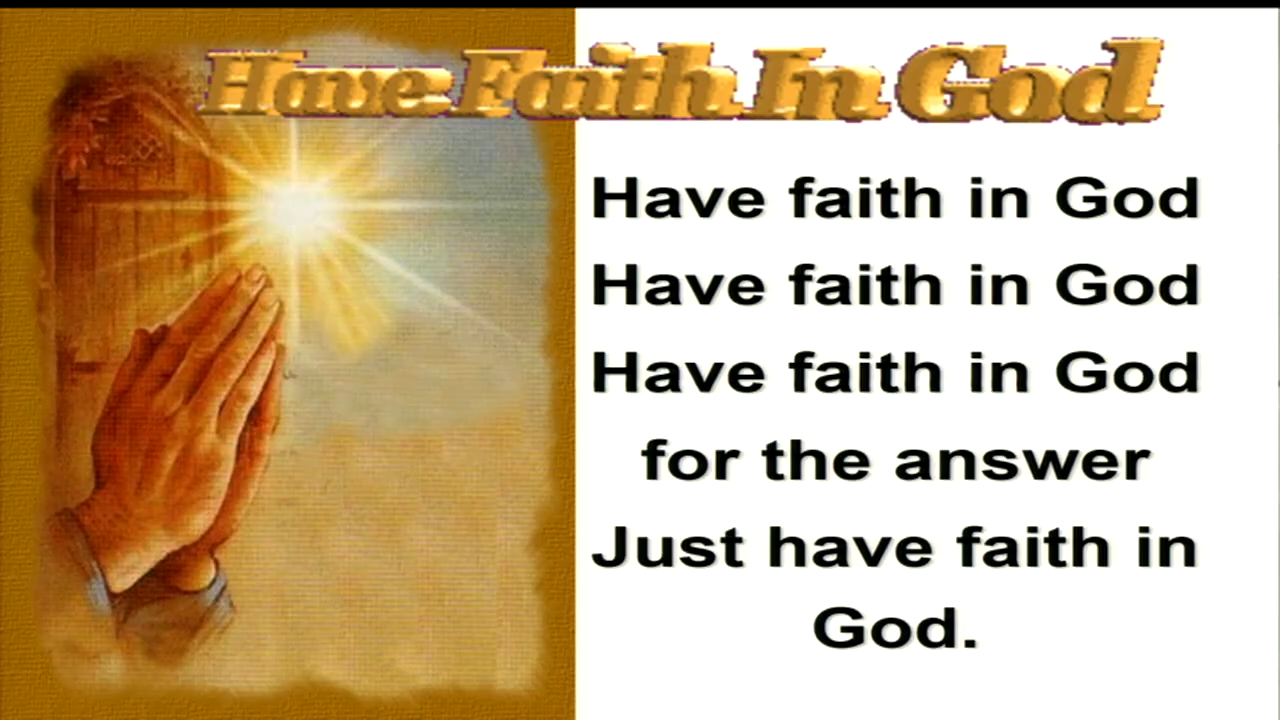 Have Faith In God
Have faith in God
Have faith in God
Have faith in God
for the answer
Just have faith in
God.